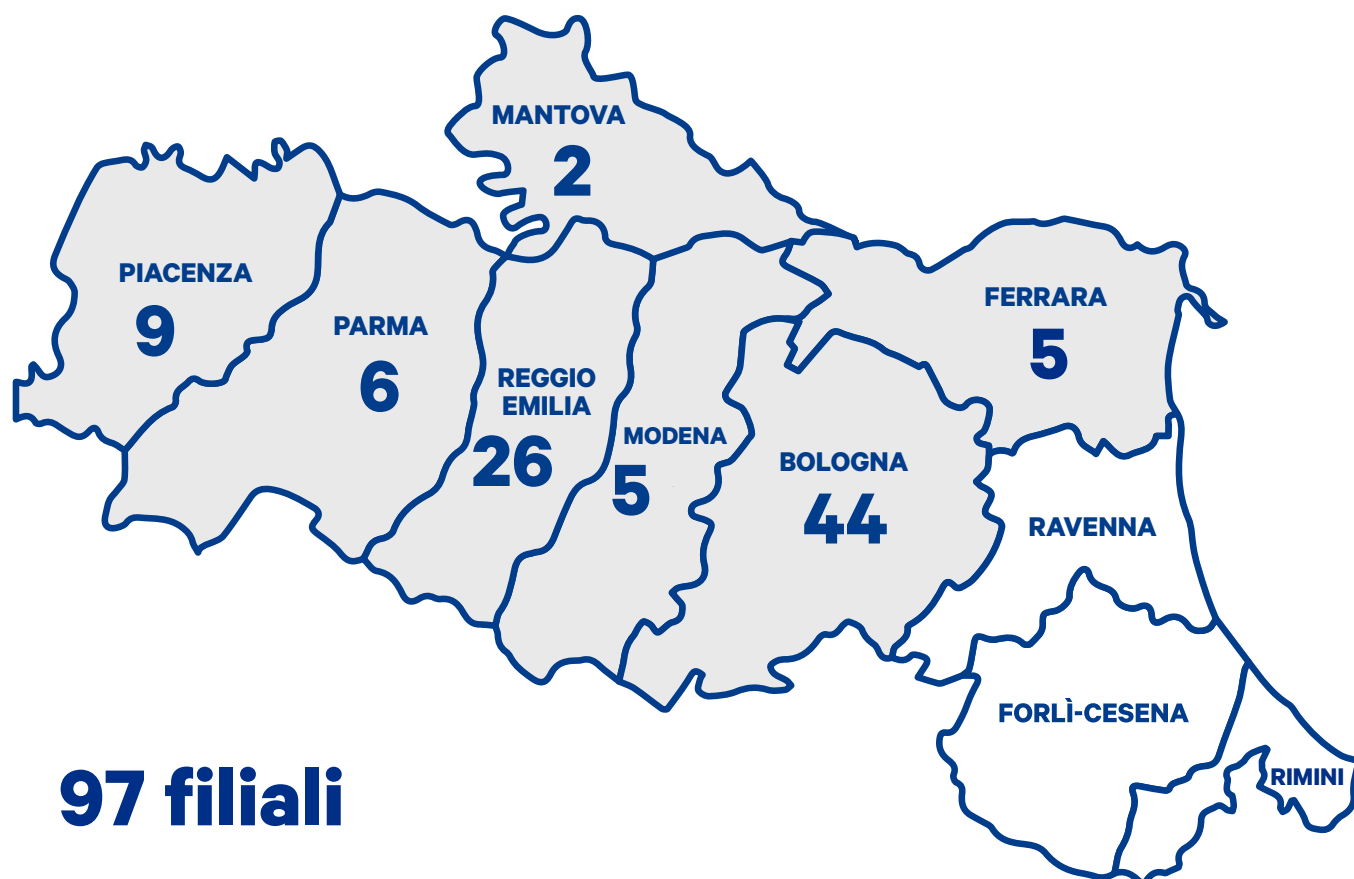 MANTOVA
2
PIACENZA
9
PARMA
6
REGGIO
EMILIA
26
MODENA
5
BOLOGNA
44
FERRARA
5
RAVENNA
FORLÌ-CESENA
RIMINI
97 filiali